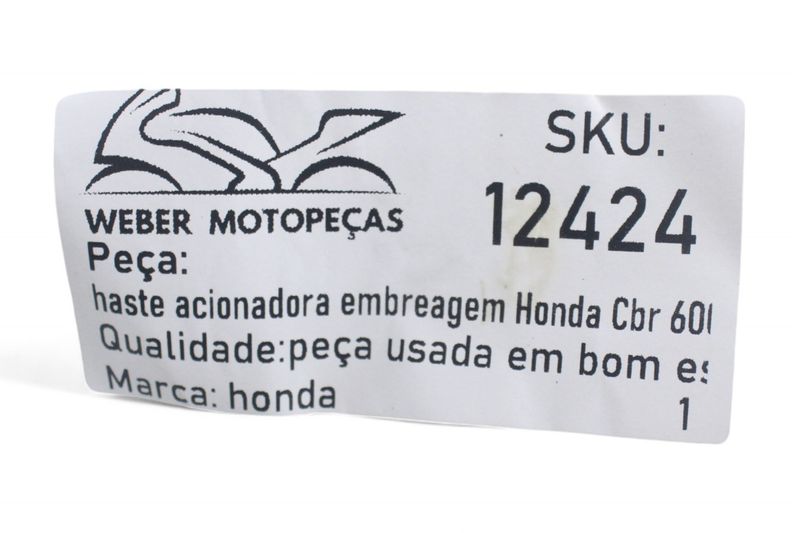 WEBER MOTOPEÇAS
SKU:
12424
Peça:
haste acionadora embreagem Honda Cbr
Qualidade:peça usada em bom
Marca: honda
1